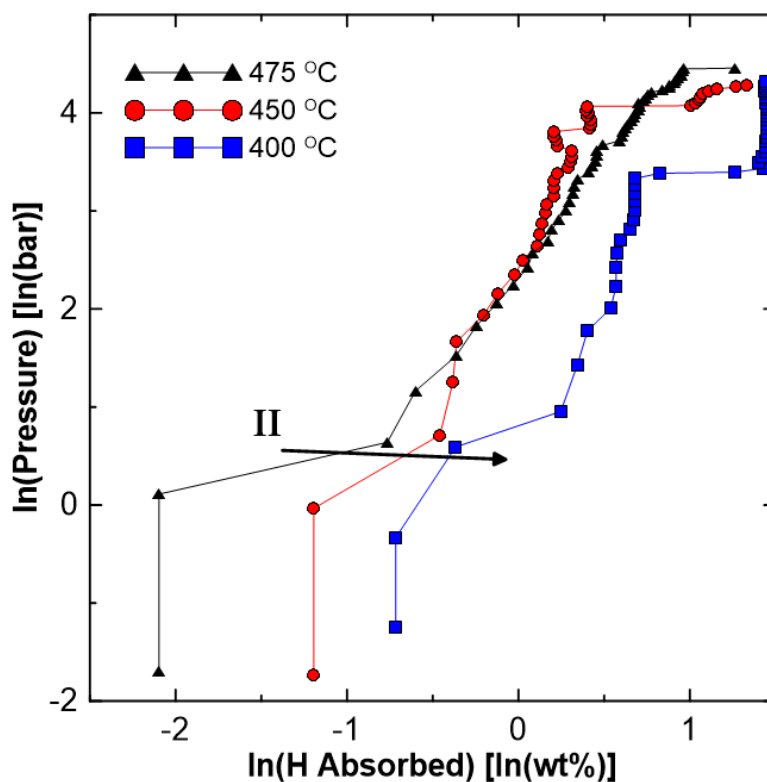 475 °C
450 °C
400 °C
II
4
2
0
-2
-2
-1
0
1
ln(Pressure) [ln(bar)]
ln(H Absorbed) [ln(wt%)]